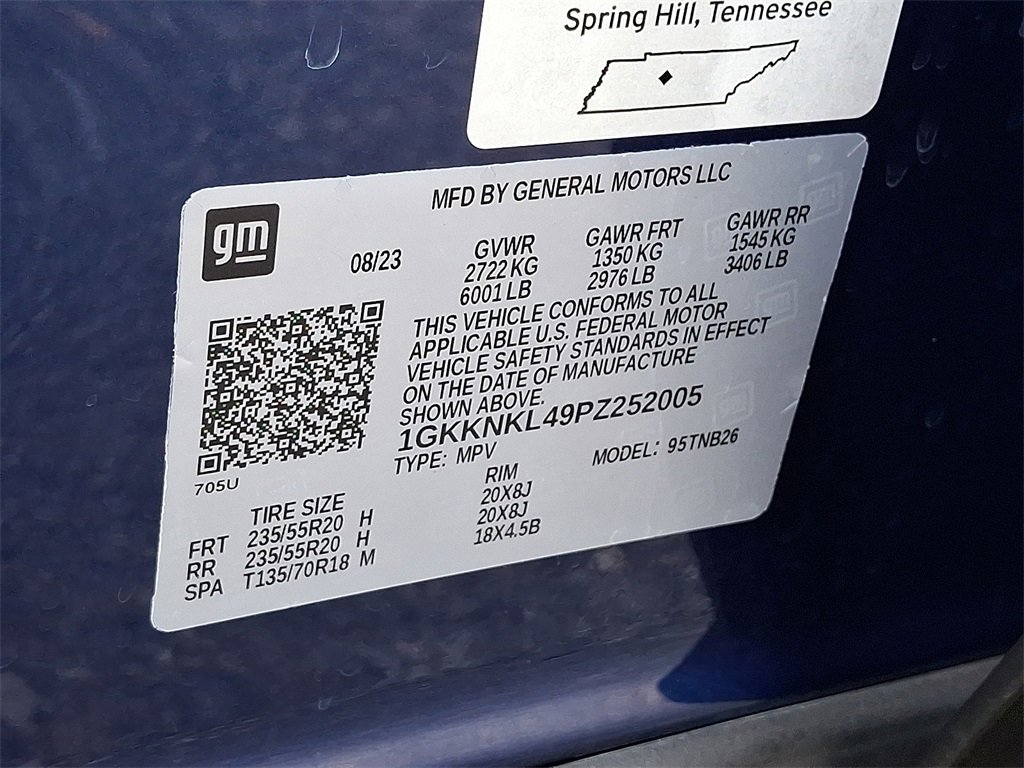 Spring Hill, Tennessee
MFD BY GENERAL MOTORS LLC
gm
08/23
GVWR
2722 KG
6001 LB
GAWR FRT
1350 KG
2976 LB
GAWR RR
1545 KG
3406 LB
THIS VEHICLE CONFORMS TO ALL
APPLICABLE U.S. FEDERAL MOTOR
VEHICLE SAFETY STANDARDS IN EFFECT
ON THE DATE OF MANUFACTURE
SHOWN ABOVE.
1GKKNKL49PZ252005
TYPE: MPV
MODEL: 95TNB26
705U
TIRE SIZE RIM
FRT 235/55R20 H 20X8J
RR 235/55R20 H 20X8J
SPA T135/70R18 M 18X4.5B